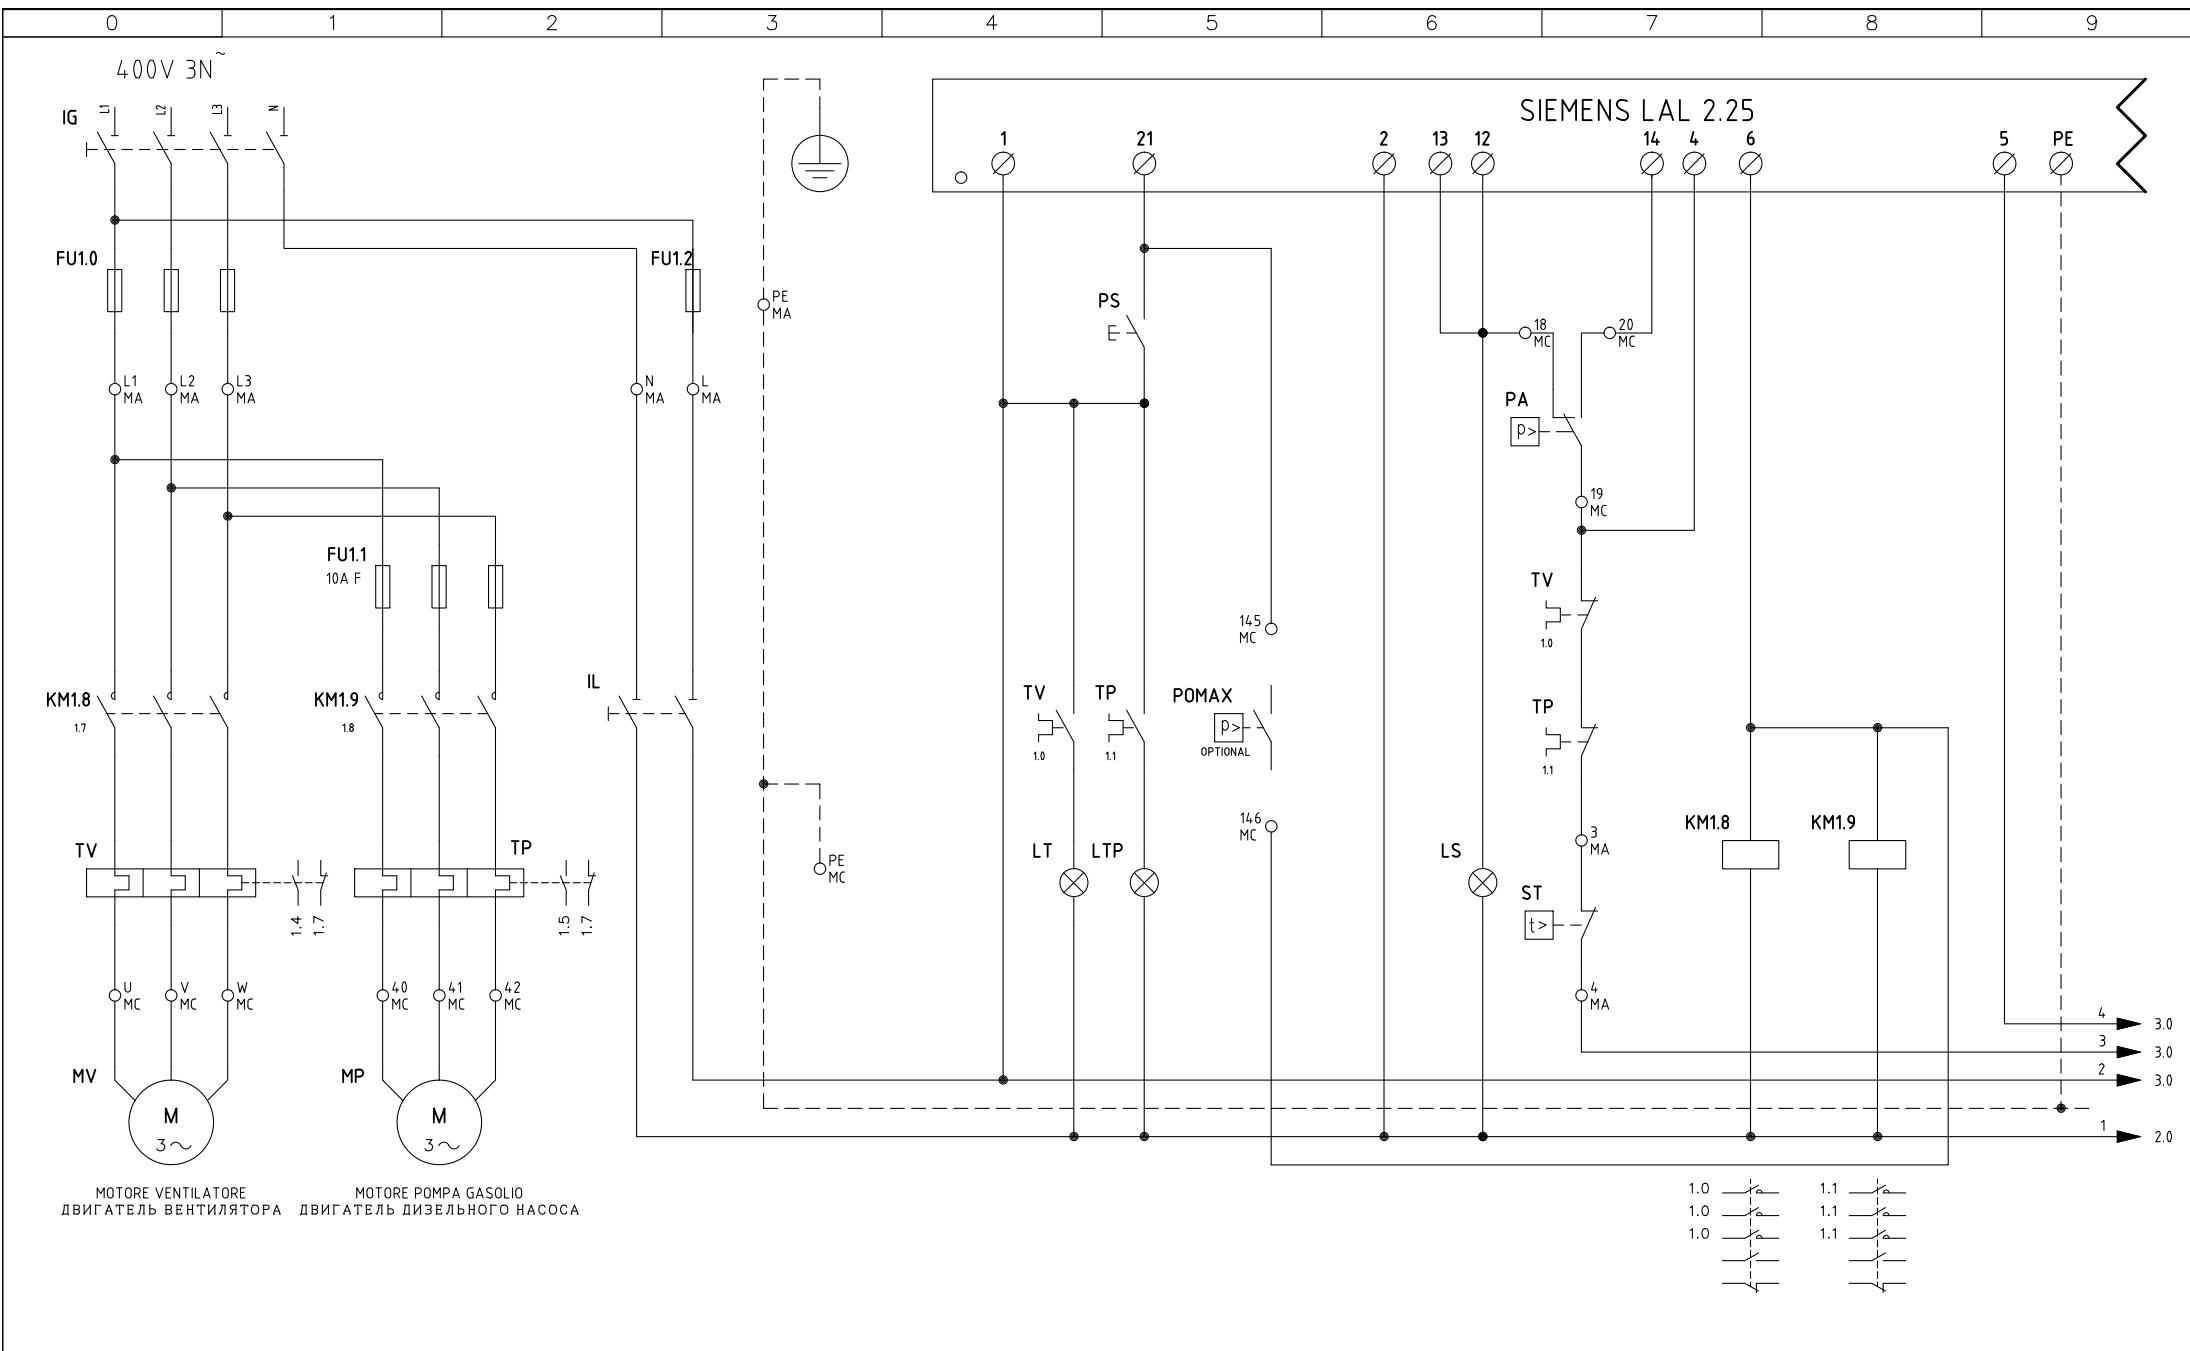 0 1 2 3 4 5 6 7 8 9
400V 3N~
SIEMENS LAL 2.25
IG L1 L2 L3 N
1 21 2 13 12 14 4 6 5 PE
FU1.0 FU1.2
PE
MA
PS
18
MC
20
MC
L1
MA
L2
MA
L3
MA
N
MA
L
MA
PA
p>
19
MC
FU1.1
10A F
TV
1.0
145
MC
KM1.8
1.7
KM1.9
1.8
IL
TV
1.0
TP
1.1
POMAX
p>
OPTIONAL
TP
1.1
146
MC
KM1.8 KM1.9
TV TP
LT LTP LS
3
MA
PE
MC
1.4 1.7
1.5 1.7
ST
t>
U
MC
V
MC
W
MC
40
MC
41
MC
42
MC
4
MA
4 3.0
3 3.0
2 3.0
1 2.0
MV MP
M
3~
M
3~
MOTORE VENTILATORE
ДВИГАТЕЛЬ ВЕНТИЛЯТОРА
MOTORE POMPA GASOLIO
ДВИГАТЕЛЬ ДИЗЕЛЬНОГО НАСОСА
1.0 1.1
1.0 1.1
1.0 1.1